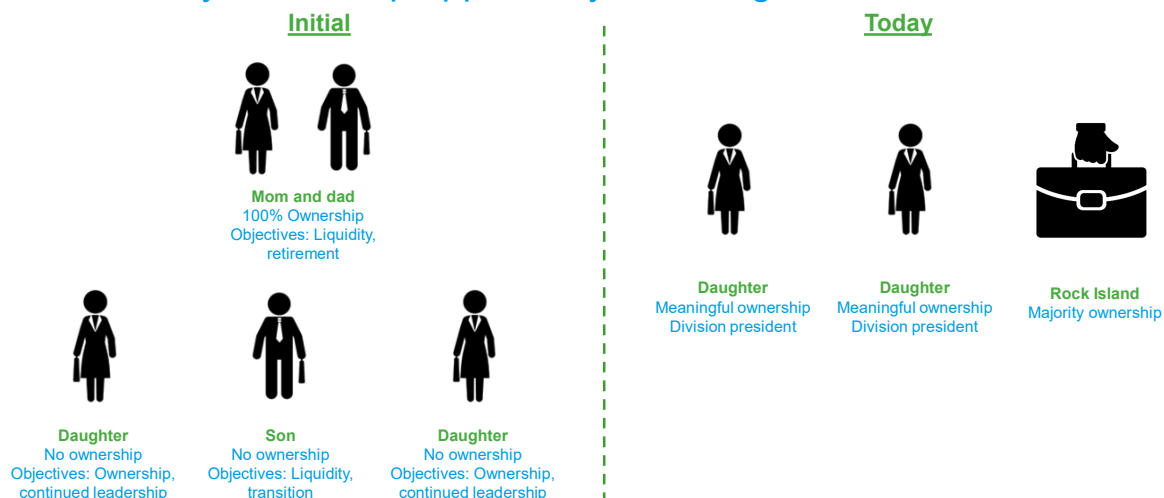 Initial
Today
Mom and dad
100% Ownership
Objectives: Liquidity,
retirement
Daughter
No ownership
Objectives: Ownership,
continued leadership
Son
No ownership
Objectives: Liquidity,
transition
Daughter
No ownership
Objectives: Ownership,
continued leadership
Daughter
Meaningful ownership
Division president
Daughter
Meaningful ownership
Division president
Rock Island
Majority ownership